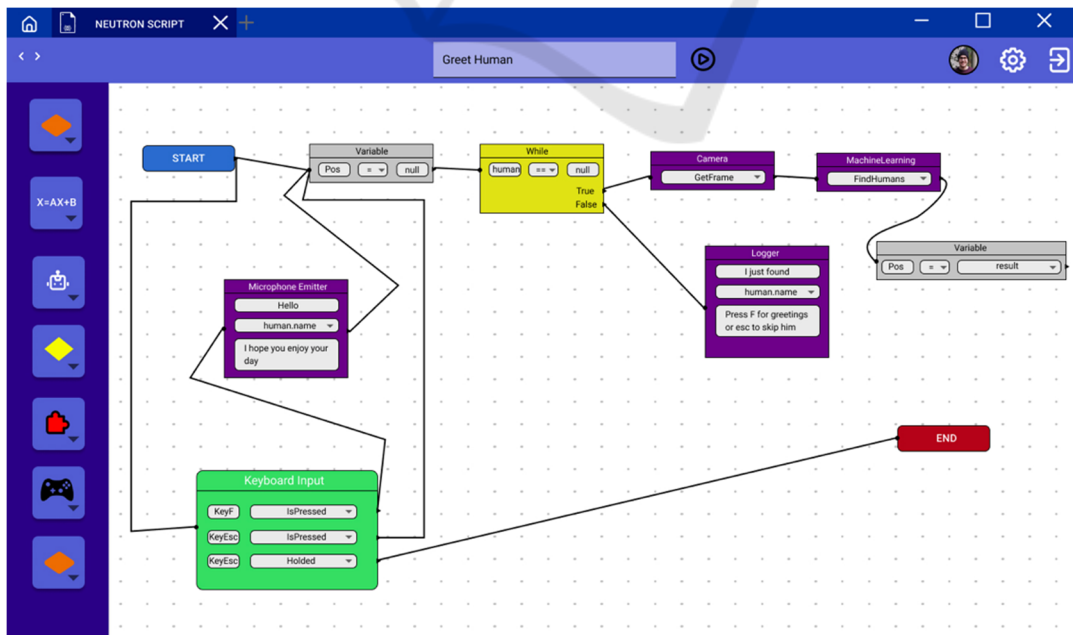 NEUTRON SCRIPT
Greet Human
X=AX+B
START
Variable
Pos = null
While
human == null
True
False
Camera
GetFrame
MachineLearning
FindHumans
Variable
Pos = result
Logger
I just found
human.name
Press F for greetings
or esc to skip him
Microphone Emitter
Hello
human.name
I hope you enjoy your
day
END
Keyboard Input
KeyF IsPressed
KeyEsc IsPressed
KeyEsc Holded